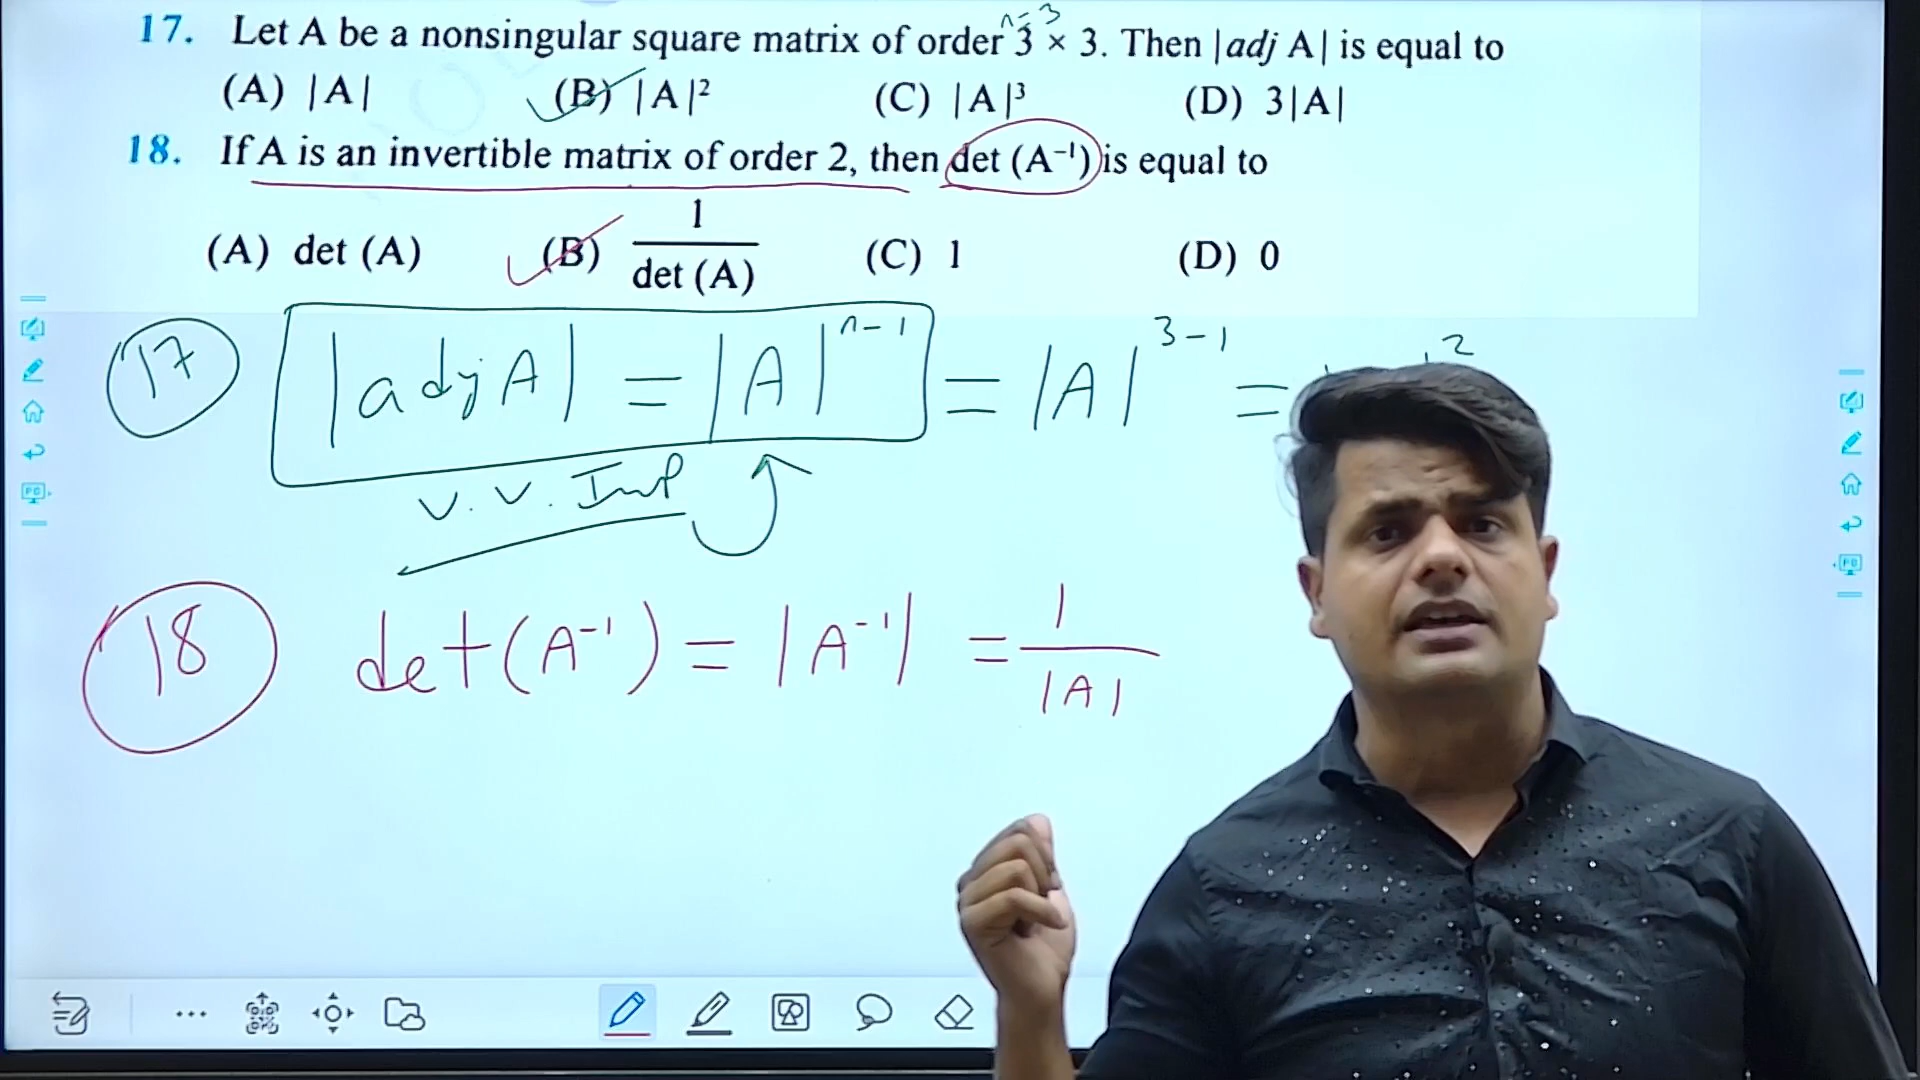 n=3
17. Let A be a nonsingular square matrix of order 3 × 3. Then |adj A| is equal to
(A) |A| (B) |A|² (C) |A|³ (D) 3|A|
18. If A is an invertible matrix of order 2, then det (A⁻¹) is equal to
(A) det (A) (B) 1/det (A) (C) 1 (D) 0
17 |adj A| = |A|ⁿ⁻¹ = |A|³⁻¹ = ²
V. V. Imp
18 det(A⁻¹) = |A⁻¹| = 1/|A|